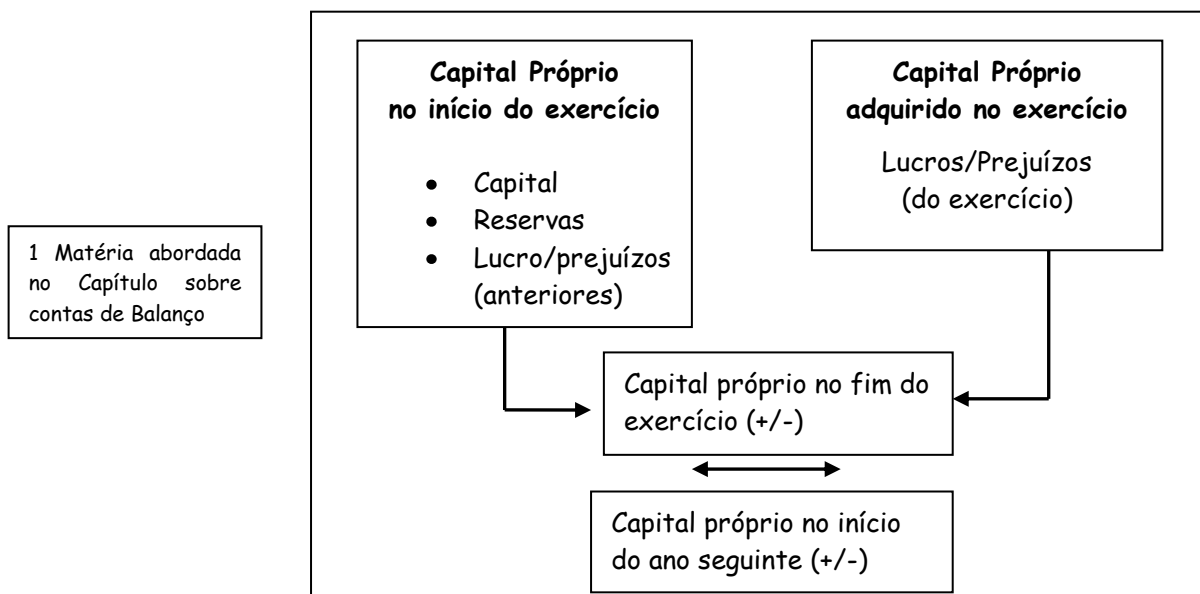 Capital Próprio
no início do exercício
• Capital
• Reservas
• Lucro/prejuízos
(anteriores)
Capital Próprio
adquirido no exercício
Lucros/Prejuízos
(do exercício)
1 Matéria abordada
no Capítulo sobre
contas de Balanço
Capital próprio no fim do
exercício (+/-)
Capital próprio no início
do ano seguinte (+/-)